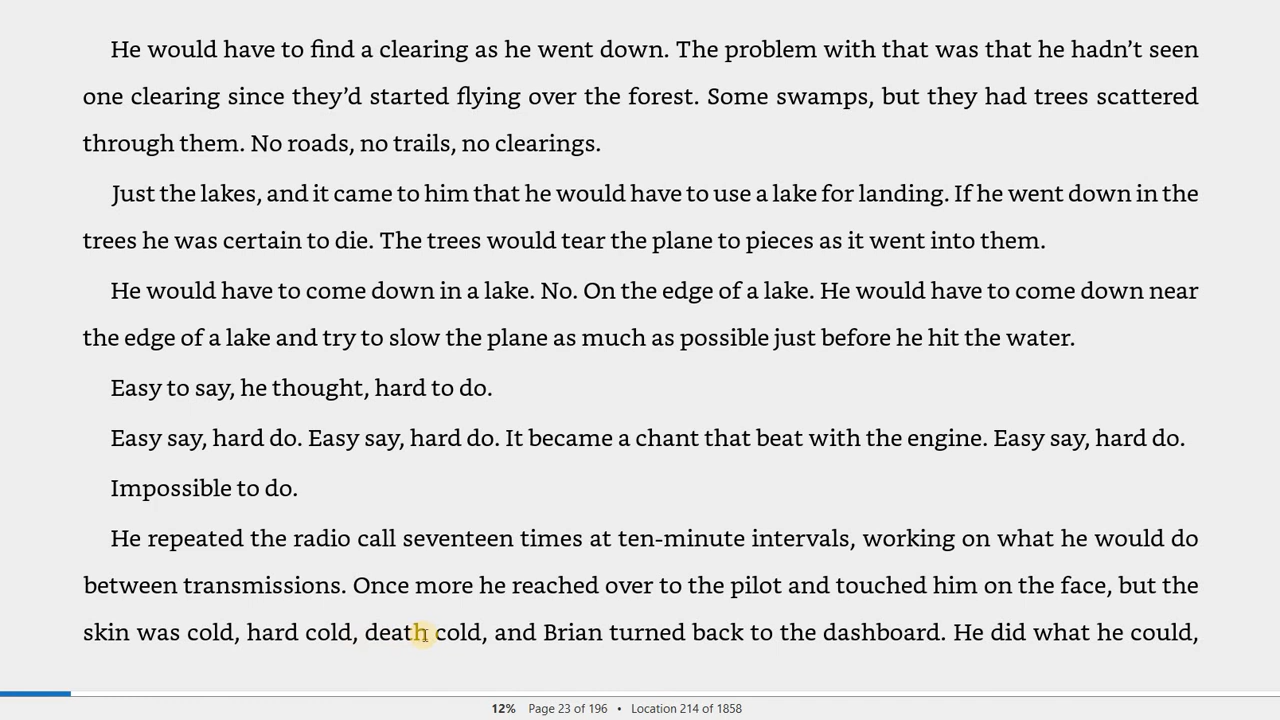 He would have to find a clearing as he went down. The problem with that was that he hadn’t seen
one clearing since they’d started flying over the forest. Some swamps, but they had trees scattered
through them. No roads, no trails, no clearings.
Just the lakes, and it came to him that he would have to use a lake for landing. If he went down in the
trees he was certain to die. The trees would tear the plane to pieces as it went into them.
He would have to come down in a lake. No. On the edge of a lake. He would have to come down near
the edge of a lake and try to slow the plane as much as possible just before he hit the water.
Easy to say, he thought, hard to do.
Easy say, hard do. Easy say, hard do. It became a chant that beat with the engine. Easy say, hard do.
Impossible to do.
He repeated the radio call seventeen times at ten-minute intervals, working on what he would do
between transmissions. Once more he reached over to the pilot and touched him on the face, but the
skin was cold, hard cold, death cold, and Brian turned back to the dashboard. He did what he could,
12% Page 23 of 196 • Location 214 of 1858